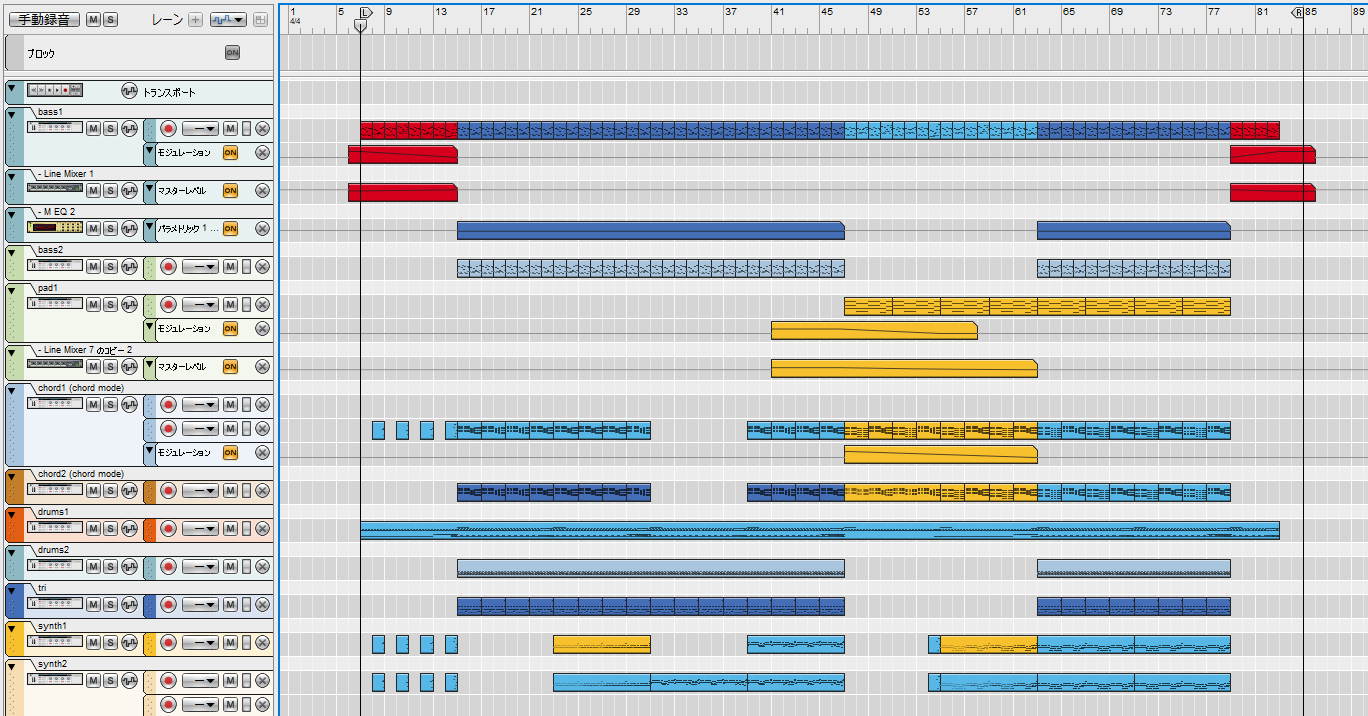 手動録音 M S レーン +
1 5 9 13 17 21 25 29 33 37 41 45 49 53 57 61 65 69 73 77 81 85 89
4/4
L R
ブロック ON
トランスポート
bass1
M S M
モジュレーション ON
- Line Mixer 1
M S マスターレベル ON
- M EQ 2
M S パラメトリック 1 ... ON
bass2
M S M
pad1
M S M
モジュレーション ON
- Line Mixer 7 のコピー 2
M S マスターレベル ON
chord1 (chord mode)
M S M
M
モジュレーション ON
chord2 (chord mode)
M S M
drums1
M S M
drums2
M S M
tri
M S M
synth1
M S M
synth2
M S M
M